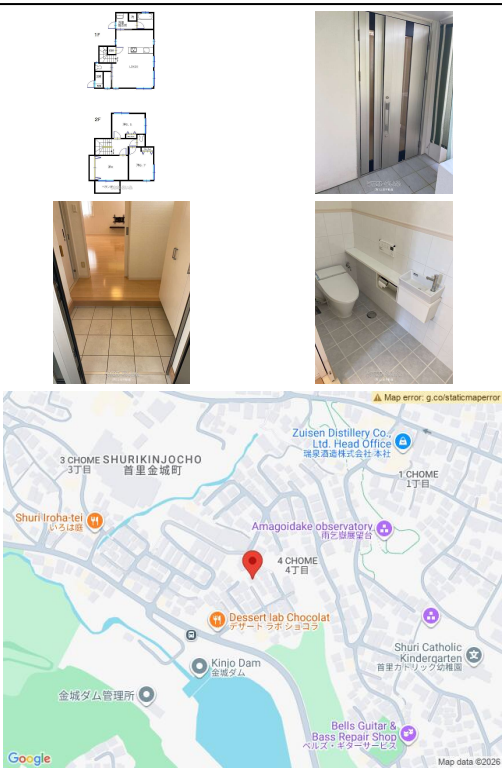 1F
2F
Map error: g.co/staticmaperror
Zuisen Distillery Co.,
Ltd. Head Office
瑞泉酒造株式会社 本社
3 CHOME
3丁目
SHURIKINJOCHO
首里金城町
1 CHOME
1丁目
Shuri Iroha-tei
いろは庭
Amagoidake observatory
雨乞嶽展望台
4 CHOME
4丁目
Dessert lab Chocolat
デザート ラボ ショコラ
Shuri Catholic
Kindergarten
首里カトリック幼稚園
Kinjo Dam
金城ダム
金城ダム管理所
Bells Guitar &
Bass Repair Shop
ベルズ・ギターサービス
Google
Map data ©2026